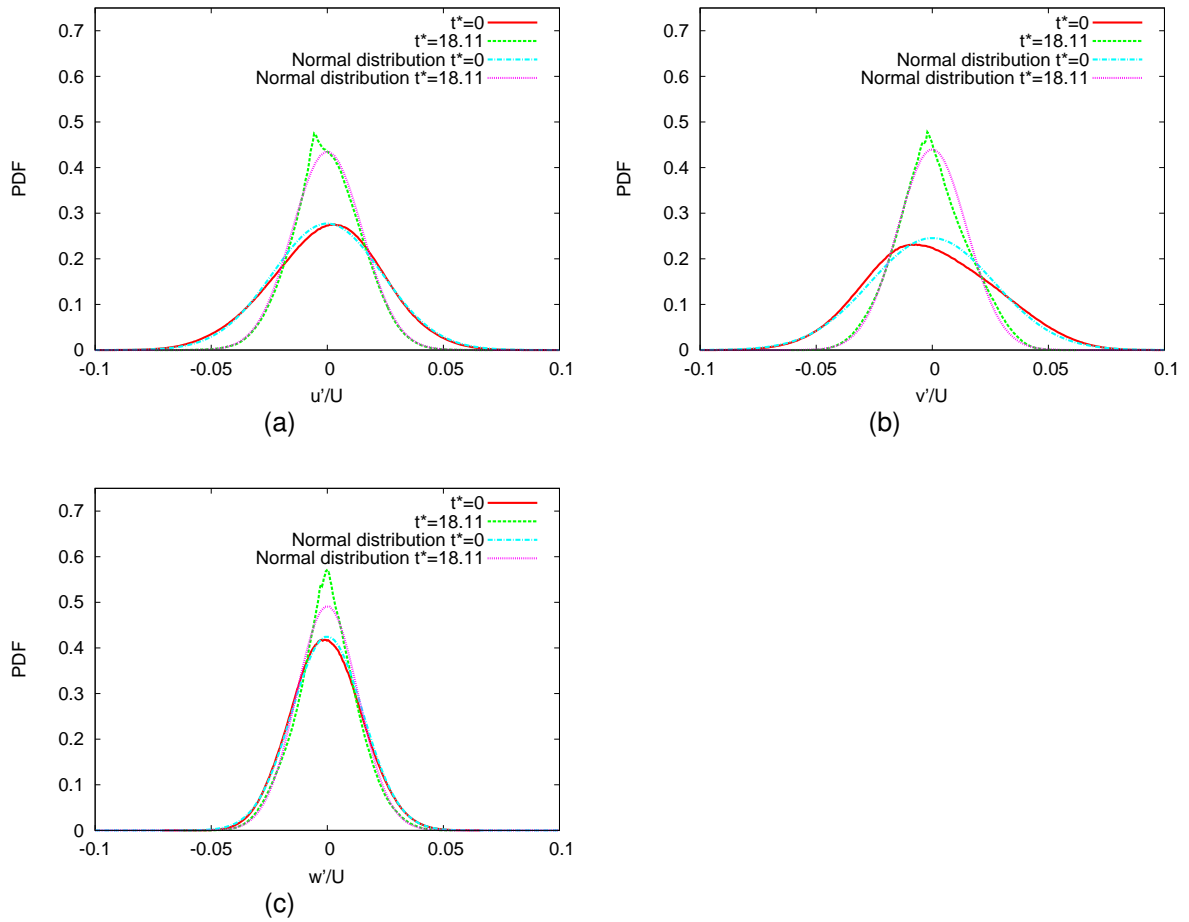 0.7
0.6
0.5
0.4
0.3
0.2
0.1
0
PDF
-0.1 -0.05 0 0.05 0.1
u'/U
t*=0
t*=18.11
Normal distribution t*=0
Normal distribution t*=18.11
(a)
0.7
0.6
0.5
0.4
0.3
0.2
0.1
0
PDF
-0.1 -0.05 0 0.05 0.1
v'/U
t*=0
t*=18.11
Normal distribution t*=0
Normal distribution t*=18.11
(b)
0.7
0.6
0.5
0.4
0.3
0.2
0.1
0
PDF
-0.1 -0.05 0 0.05 0.1
w'/U
t*=0
t*=18.11
Normal distribution t*=0
Normal distribution t*=18.11
(c)